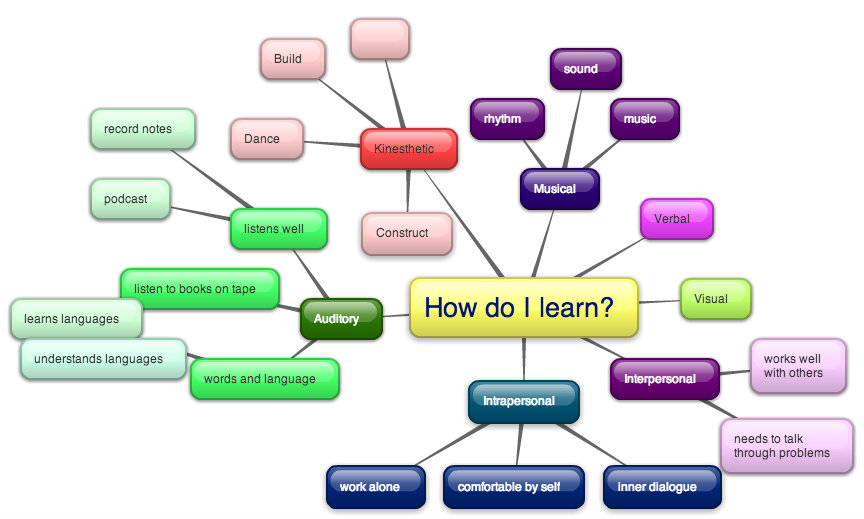 How do I learn?
Kinesthetic
Build
Dance
Construct
Musical
rhythm
sound
music
Verbal
Visual
Interpersonal
works well
with others
needs to talk
through problems
Intrapersonal
work alone
comfortable by self
inner dialogue
Auditory
listens well
record notes
podcast
listen to books on tape
words and language
learns languages
understands languages